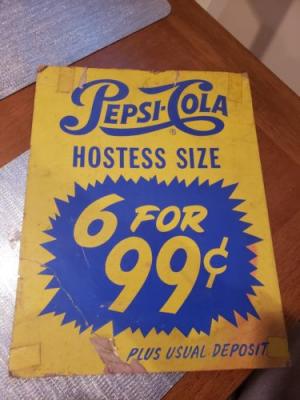 PEPSI-COLA
®
HOSTESS SIZE
6 FOR
99¢
PLUS USUAL DEPOSIT